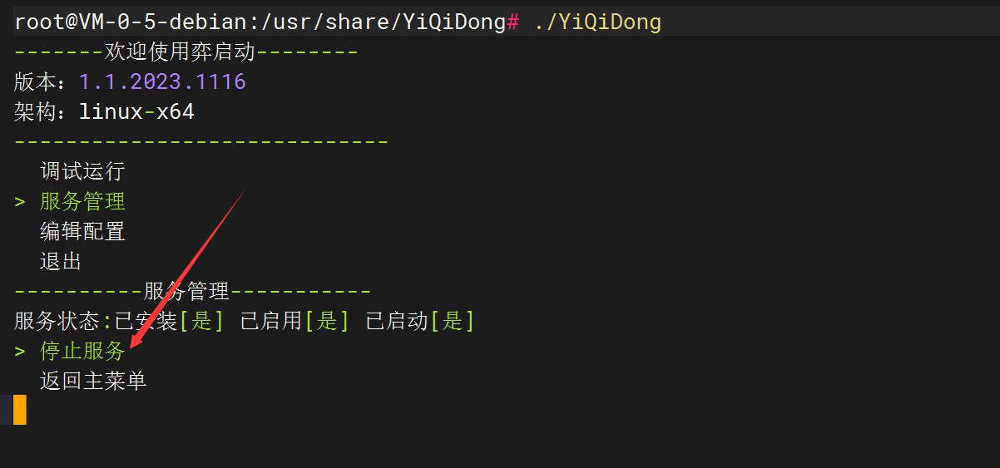 root@VM-0-5-debian:/usr/share/YiQiDong# ./YiQiDong
-------欢迎使用弈启动--------
版本：1.1.2023.1116
架构：linux-x64
-----------------------------
调试运行
> 服务管理
编辑配置
退出
----------服务管理-----------
服务状态:已安装[是] 已启用[是] 已启动[是]
> 停止服务
返回主菜单